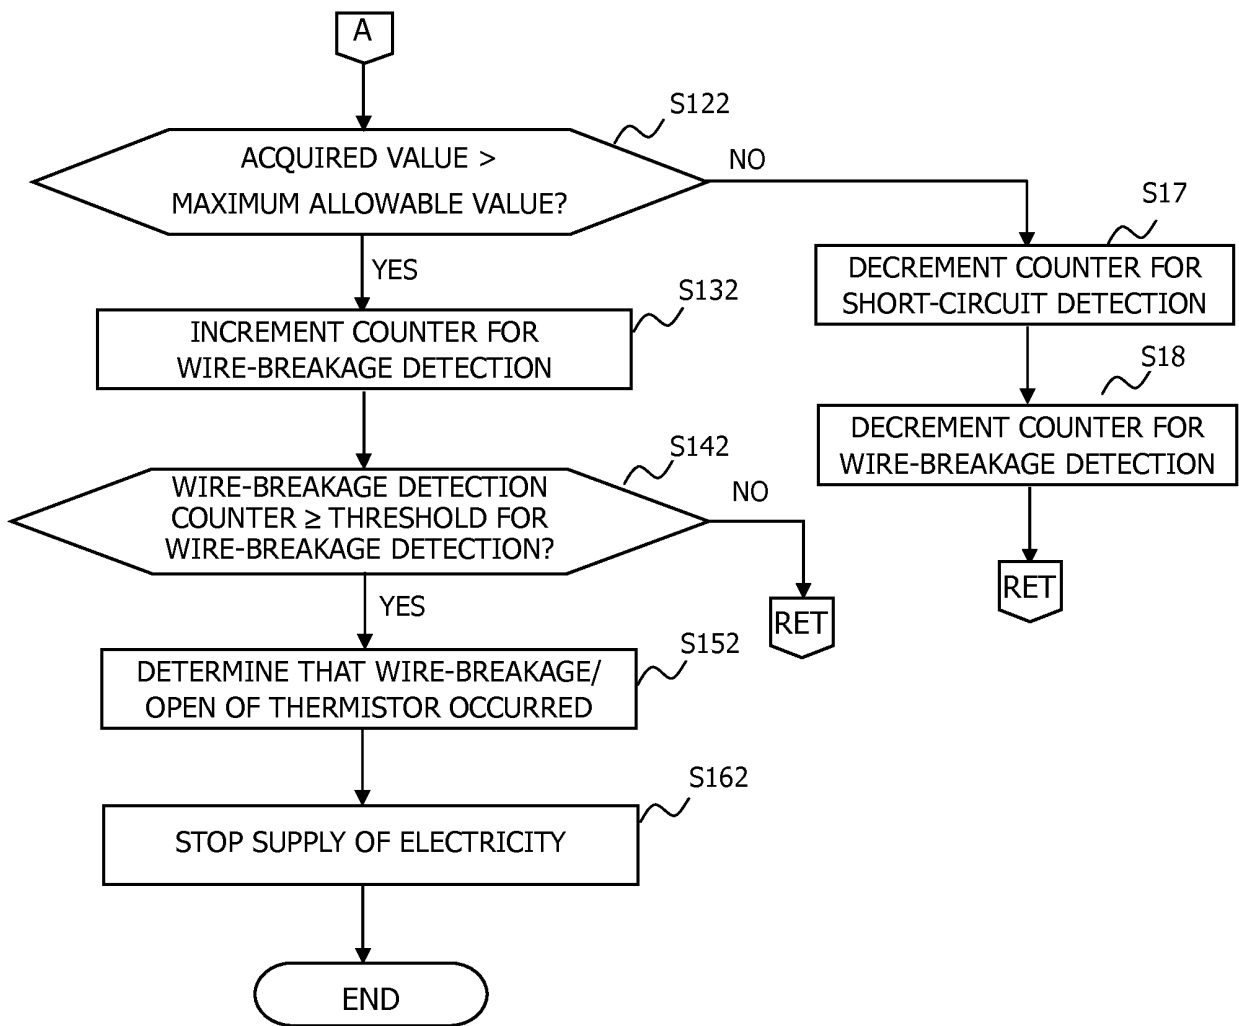 A
S122
ACQUIRED VALUE >
MAXIMUM ALLOWABLE VALUE?
NO
YES
S17
DECREMENT COUNTER FOR
SHORT-CIRCUIT DETECTION
S132
INCREMENT COUNTER FOR
WIRE-BREAKAGE DETECTION
S18
DECREMENT COUNTER FOR
WIRE-BREAKAGE DETECTION
RET
S142
WIRE-BREAKAGE DETECTION
COUNTER ≥ THRESHOLD FOR
WIRE-BREAKAGE DETECTION?
NO
RET
YES
S152
DETERMINE THAT WIRE-BREAKAGE/
OPEN OF THERMISTOR OCCURRED
S162
STOP SUPPLY OF ELECTRICITY
END